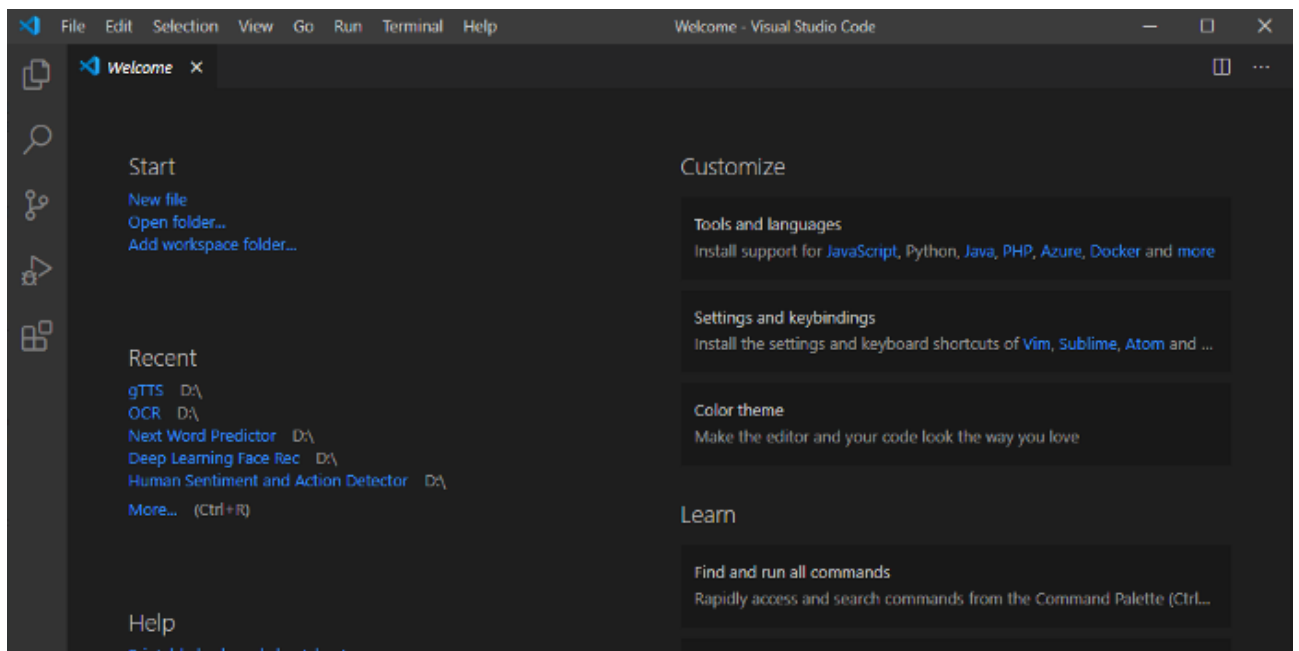 File Edit Selection View Go Run Terminal Help Welcome - Visual Studio Code
Welcome
Start
New file
Open folder...
Add workspace folder...
Recent
gTTS D:\
OCR D:\
Next Word Predictor D:\
Deep Learning Face Rec D:\
Human Sentiment and Action Detector D:\
More... (Ctrl+R)
Help
Customize
Tools and languages
Install support for JavaScript, Python, Java, PHP, Azure, Docker and more
Settings and keybindings
Install the settings and keyboard shortcuts of Vim, Sublime, Atom and ...
Color theme
Make the editor and your code look the way you love
Learn
Find and run all commands
Rapidly access and search commands from the Command Palette (Ctrl...